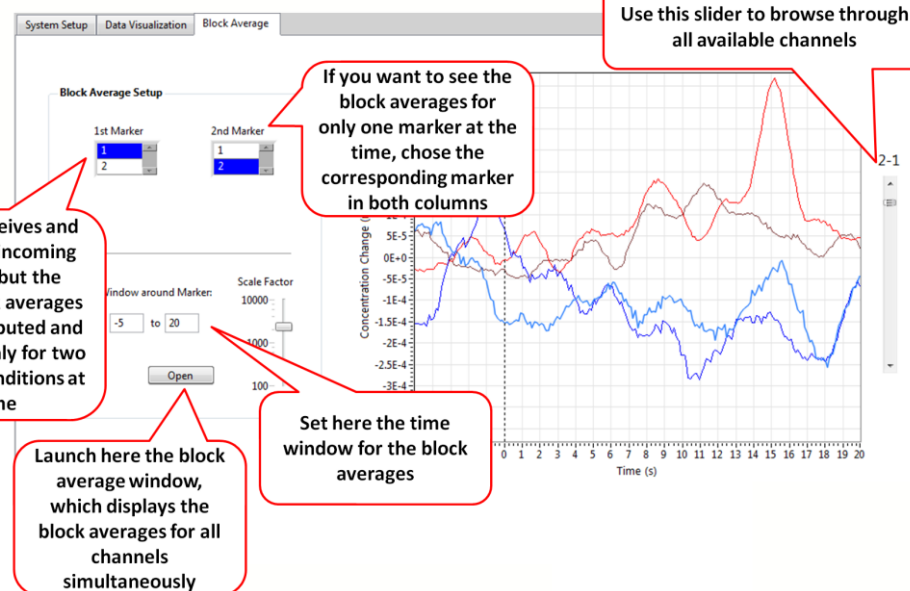 System Setup
Data Visualization
Block Average
Use this slider to browse through
all available channels
Block Average Setup
1st Marker
1
2
2nd Marker
1
2
If you want to see the
block averages for
only one marker at the
time, chose the
corresponding marker
in both columns
2-1
and
incoming
but the
averages
and
for two
at
Window around Marker:
-5 to 20
Scale Factor
10000
1000
100
Open
Set here the time
window for the block
averages
Launch here the block
average window,
which displays the
block averages for all
channels
simultaneously
Concentration Change
5E-5
0E+0
-5E-5
-1E-4
-1.5E-4
-2E-4
-2.5E-4
-3E-4
0 1 2 3 4 5 6 7 8 9 10 11 12 13 14 15 16 17 18 19 20
Time (s)